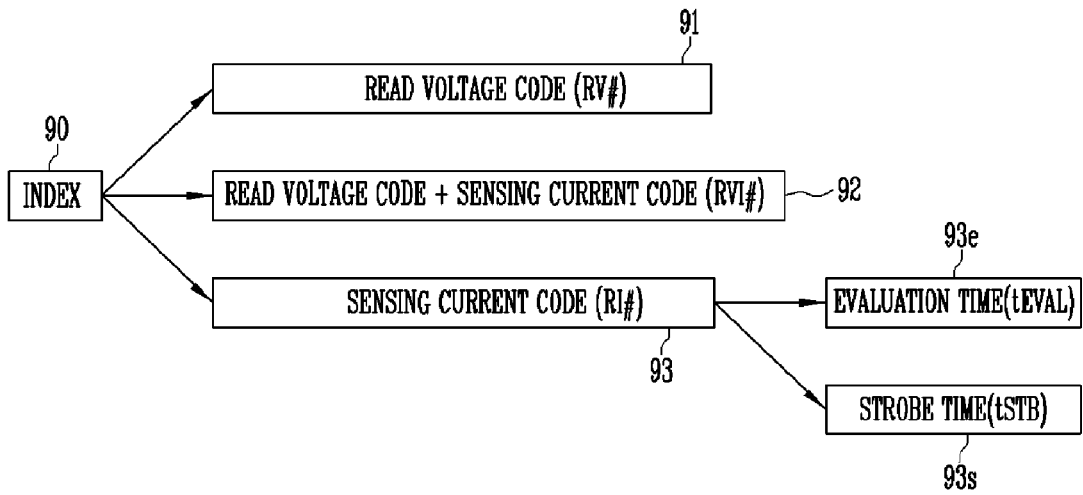 91
READ VOLTAGE CODE (RV#)
90
INDEX
READ VOLTAGE CODE + SENSING CURRENT CODE (RVI#)
92
93e
SENSING CURRENT CODE (RI#)
EVALUATION TIME(tEVAL)
93
STROBE TIME(tSTB)
93s